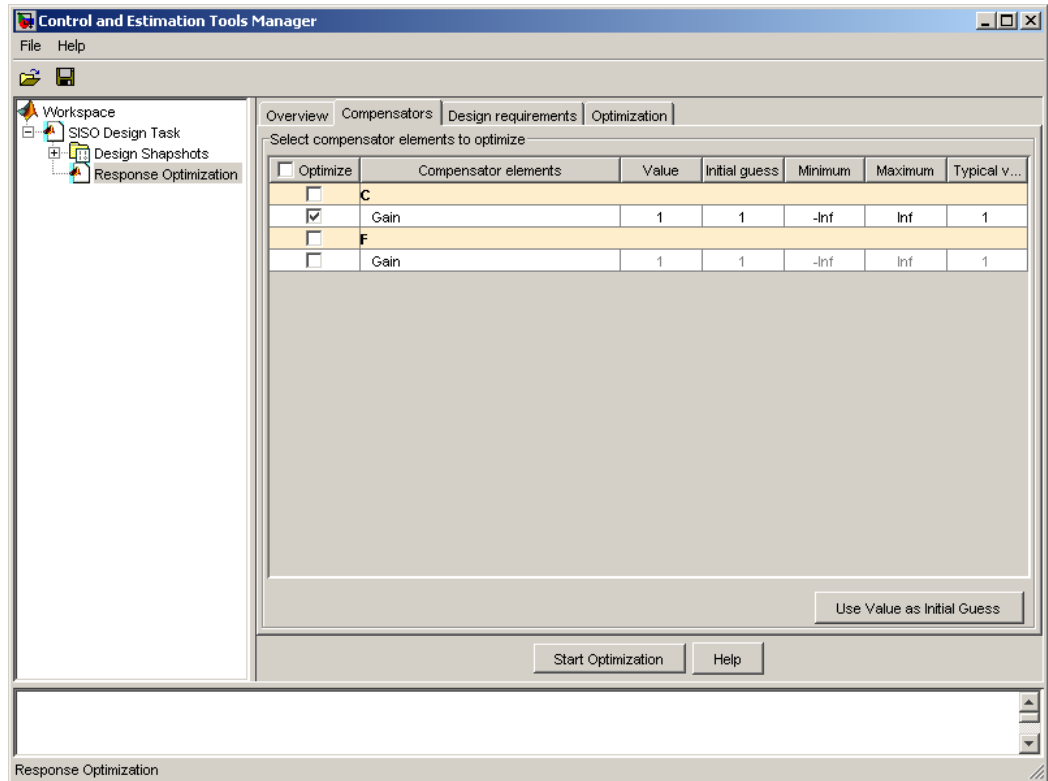 Control and Estimation Tools Manager
File Help
Workspace
SISO Design Task
Design Shapshots
Response Optimization
Overview Compensators Design requirements Optimization
Select compensator elements to optimize
Optimize Compensator elements Value Initial guess Minimum Maximum Typical v...
C
Gain 1 1 -Inf Inf 1
F
Gain 1 1 -Inf Inf 1
Use Value as Initial Guess
Start Optimization Help
Response Optimization